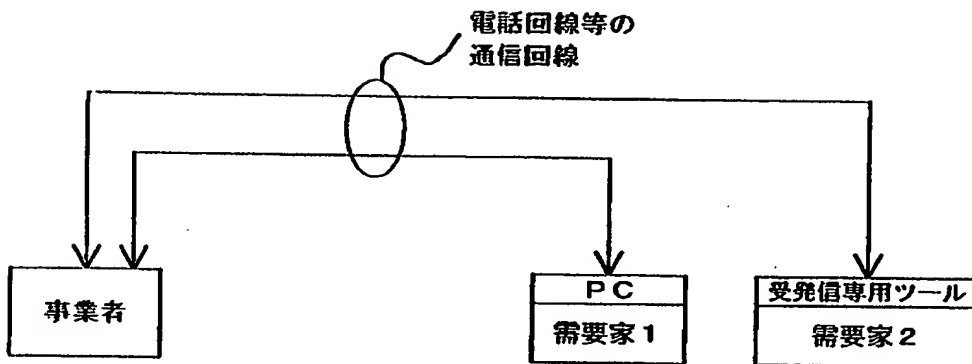 電話回線等の
通信回線
事業者
PC
需要家1
受発信専用ツール
需要家2